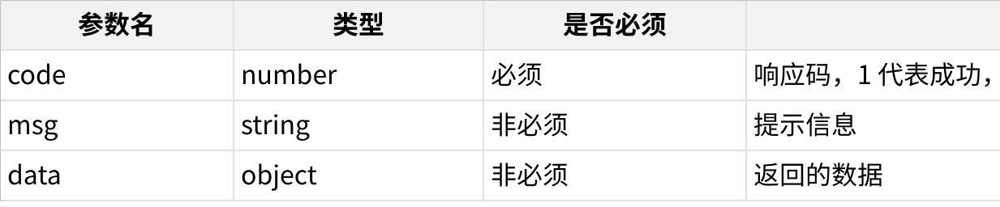 参数名 类型 是否必须
code number 必须 响应码，1 代表成功，
msg string 非必须 提示信息
data object 非必须 返回的数据